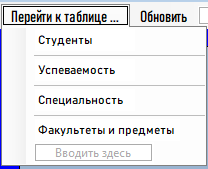 Перейти к таблице ... Обновить
Студенты
Успеваемость
Специальность
Факультеты и предметы
Вводить здесь